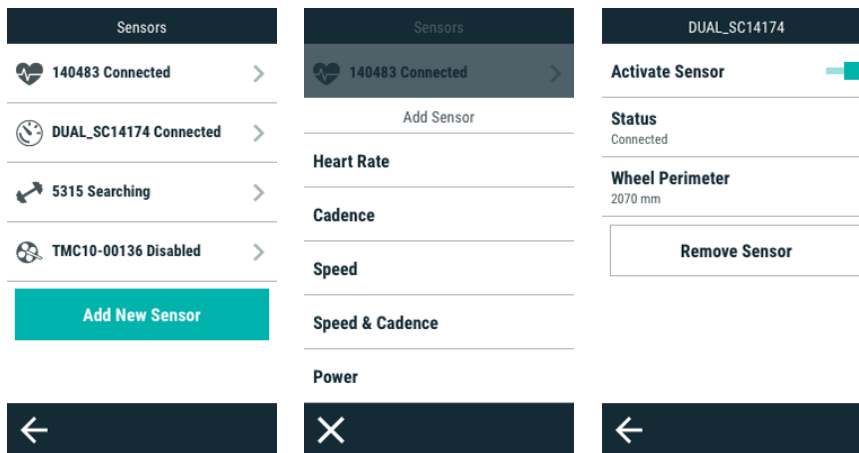 Sensors
140483 Connected
DUAL_SC14174 Connected
5315 Searching
TMC10-00136 Disabled
Add New Sensor
Sensors
140483 Connected
Add Sensor
Heart Rate
Cadence
Speed
Speed & Cadence
Power
DUAL_SC14174
Activate Sensor
Status
Connected
Wheel Perimeter
2070 mm
Remove Sensor